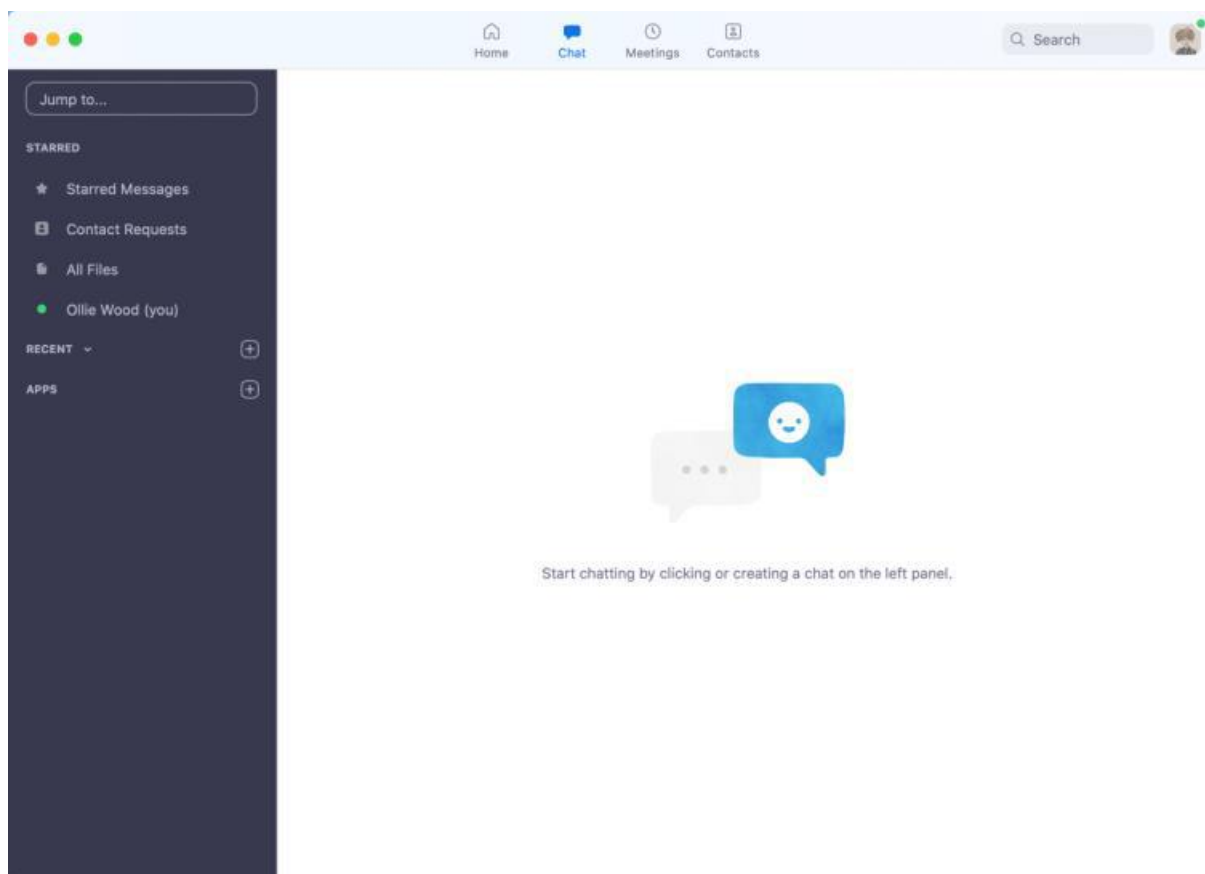 Home Chat Meetings Contacts Search
Jump to...
STARRED
Starred Messages
Contact Requests
All Files
Ollie Wood (you)
RECENT
APPS
Start chatting by clicking or creating a chat on the left panel.